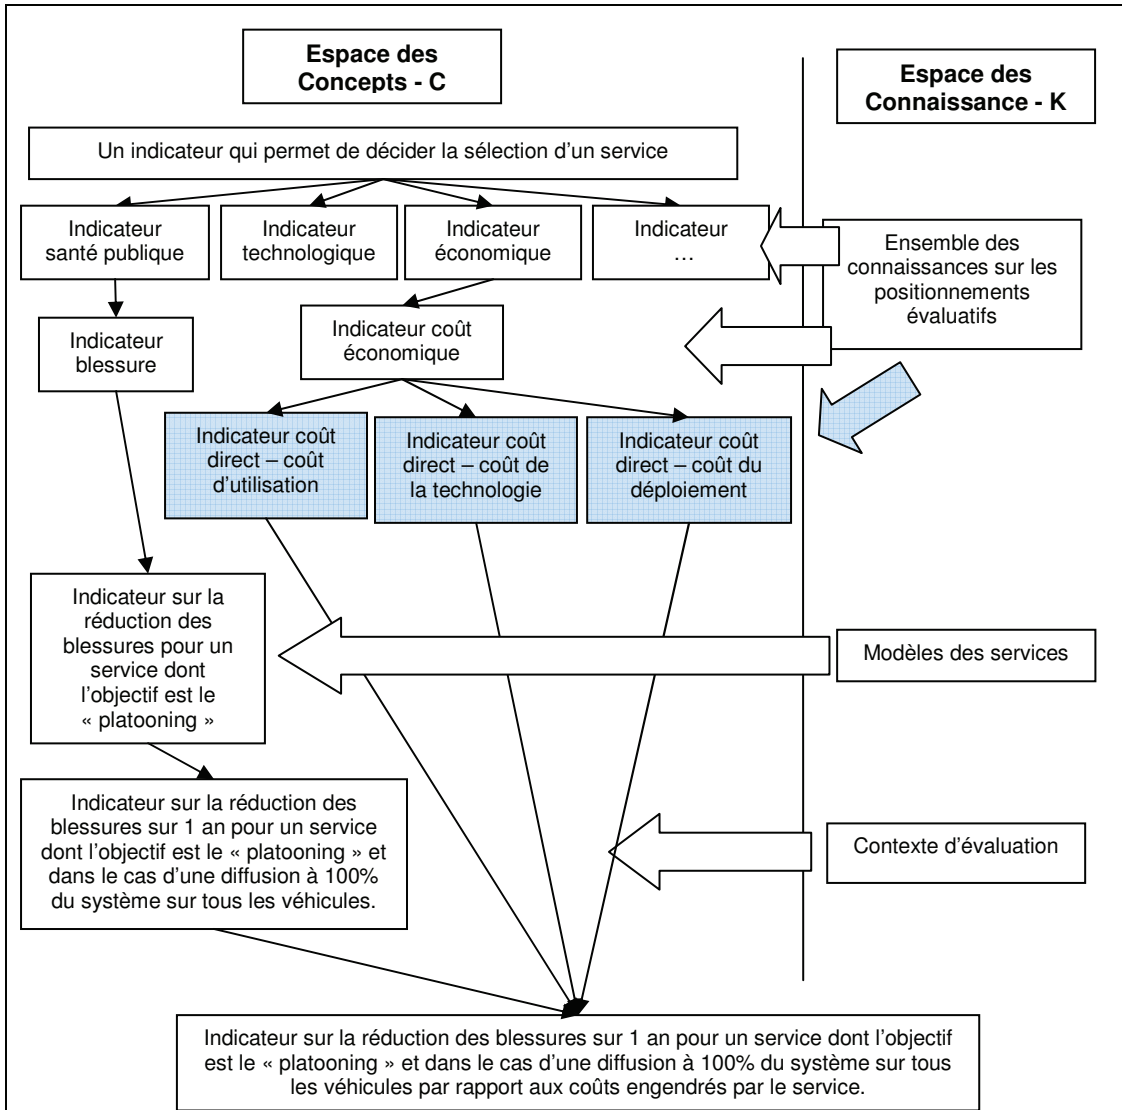 Espace des
Concepts - C
Espace des
Connaissance - K
Un indicateur qui permet de décider la sélection d'un service
Indicateur
santé publique
Indicateur
technologique
Indicateur
économique
Indicateur
…
Ensemble des
connaissances sur les
positionnements
évaluatifs
Indicateur
blessure
Indicateur coût
économique
Indicateur coût
direct – coût
d'utilisation
Indicateur coût
direct – coût de
la technologie
Indicateur coût
direct – coût du
déploiement
Indicateur sur la
réduction des
blessures pour un
service dont
l'objectif est le
« platooning »
Modèles des services
Indicateur sur la réduction des
blessures sur 1 an pour un service
dont l'objectif est le « platooning » et
dans le cas d'une diffusion à 100%
du système sur tous les véhicules.
Contexte d'évaluation
Indicateur sur la réduction des blessures sur 1 an pour un service dont l'objectif
est le « platooning » et dans le cas d'une diffusion à 100% du système sur tous
les véhicules par rapport aux coûts engendrés par le service.